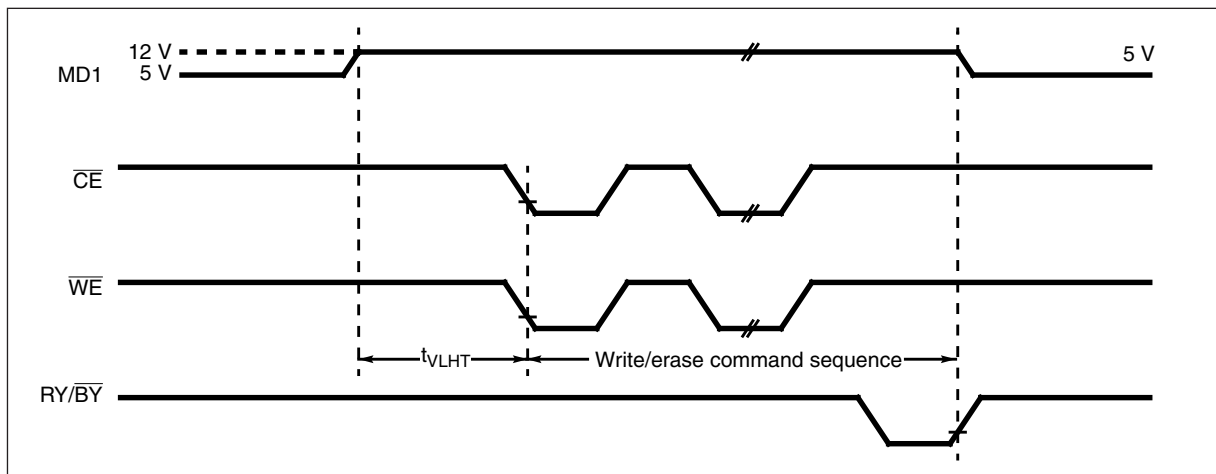 12 V
MD1
5 V
5 V
CE
WE
tVLHT
Write/erase command sequence
RY/BY